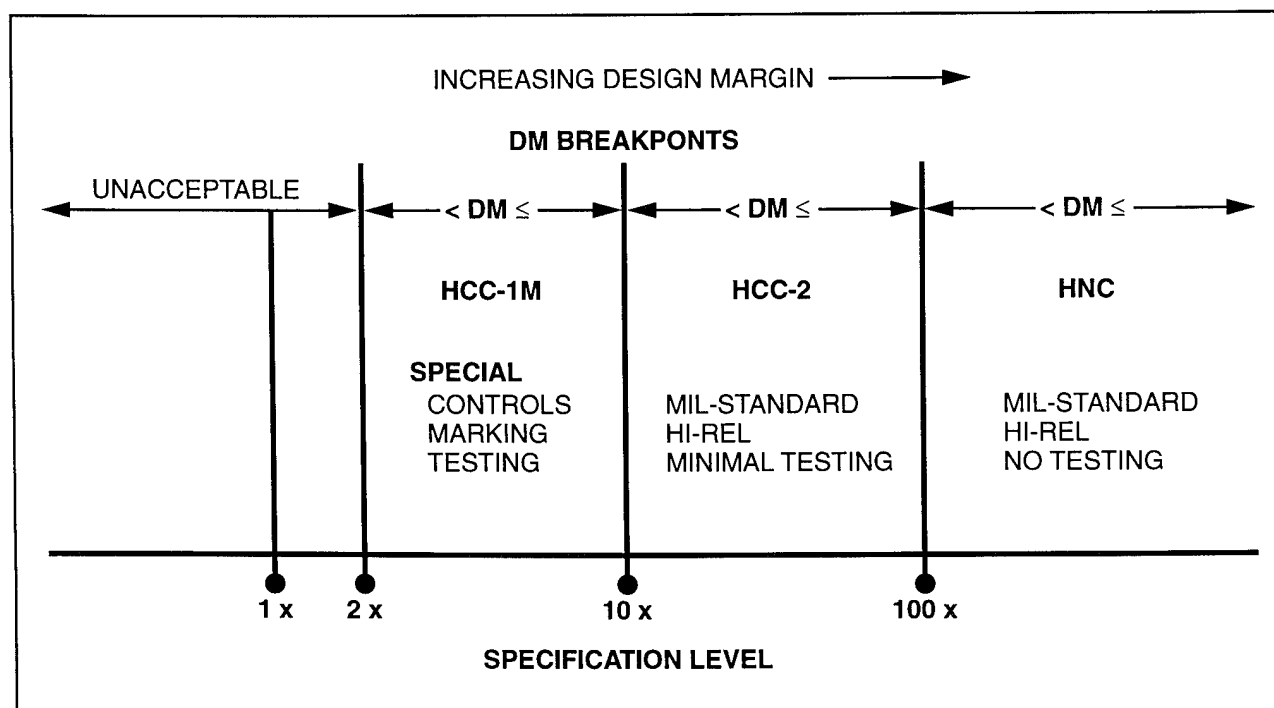 INCREASING DESIGN MARGIN
DM BREAKPONTS
UNACCEPTABLE
< DM ≤
< DM ≤
< DM ≤
HCC-1M
HCC-2
HNC
SPECIAL
CONTROLS
MARKING
TESTING
MIL-STANDARD
HI-REL
MINIMAL TESTING
MIL-STANDARD
HI-REL
NO TESTING
1 x
2 x
10 x
100 x
SPECIFICATION LEVEL